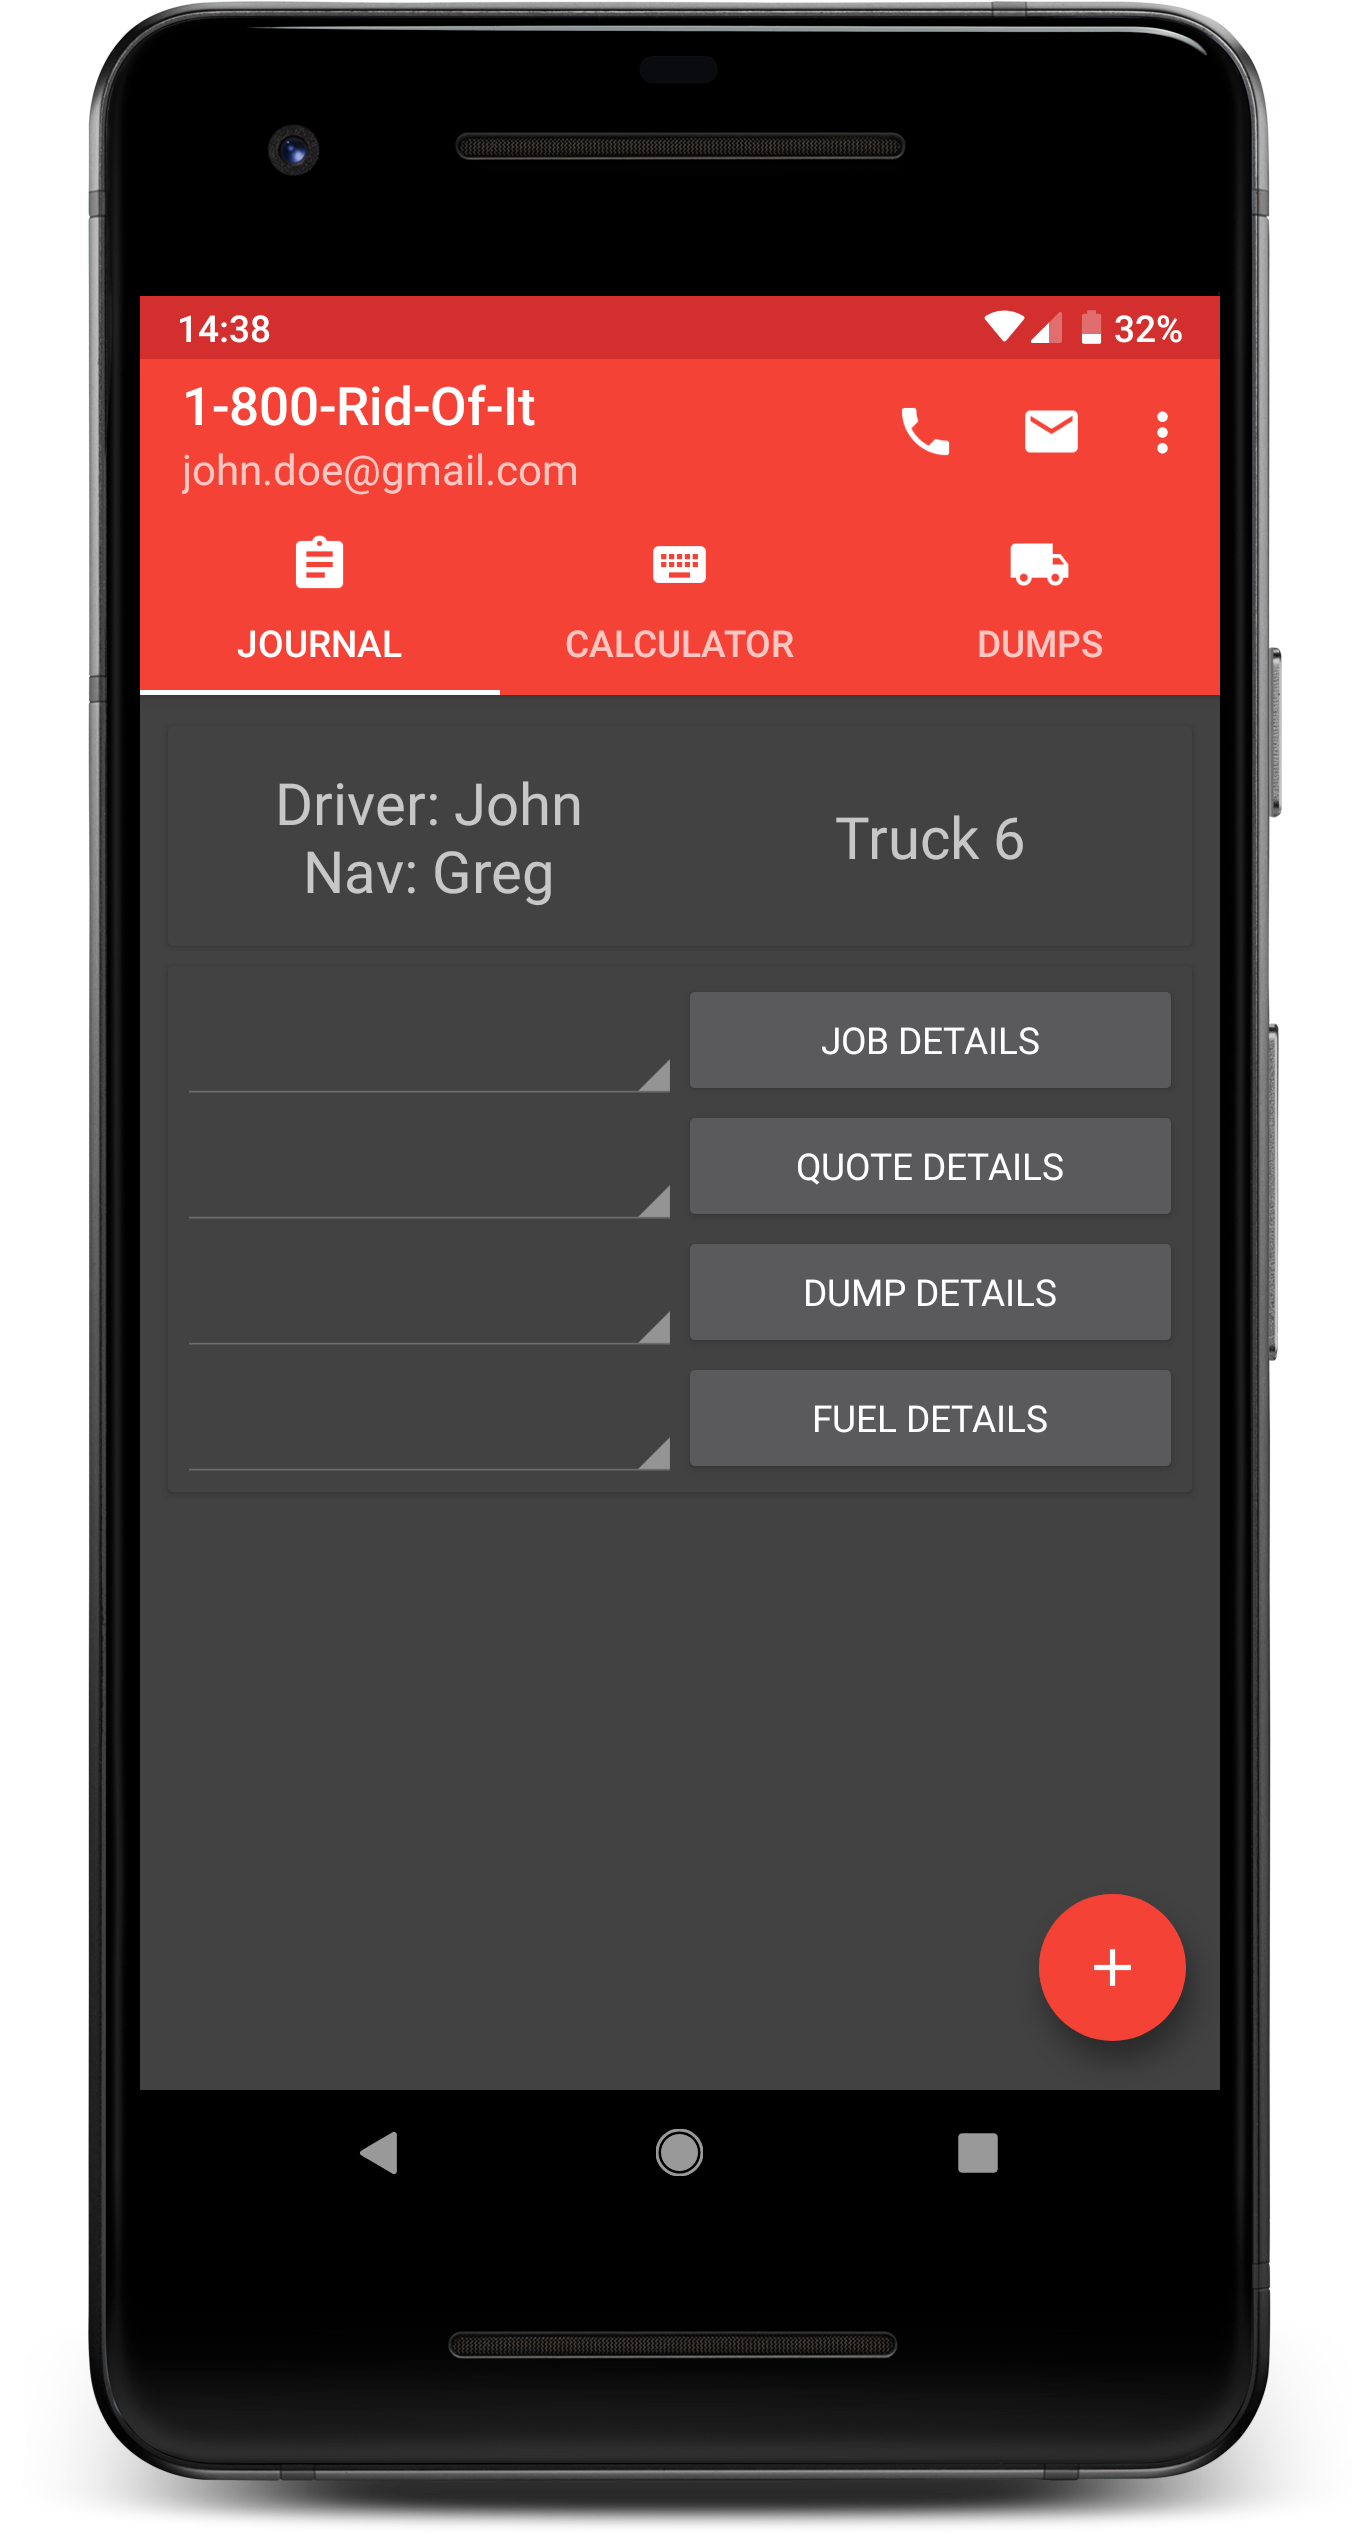 14:38
32%
1-800-Rid-Of-It
john.doe@gmail.com
JOURNAL
CALCULATOR
DUMPS
Driver: John
Nav: Greg
Truck 6
JOB DETAILS
QUOTE DETAILS
DUMP DETAILS
FUEL DETAILS